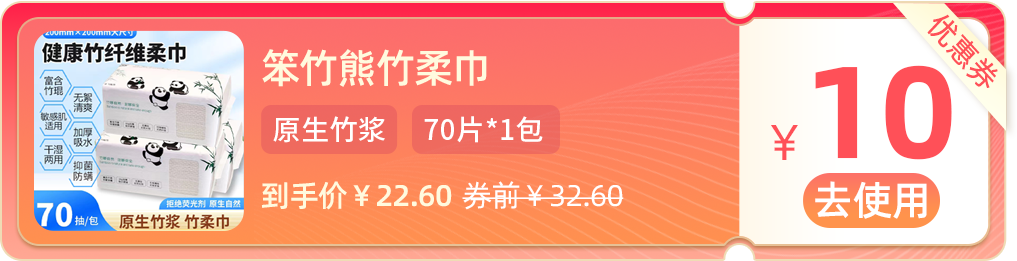 200mm×200mm大尺寸
健康竹纤维柔巾
富含
竹琨
无絮
清爽
敏感肌
适用
加厚
吸水
干湿
两用
抑菌
防螨
70抽/包
拒绝荧光剂 原生自然
原生竹浆 竹柔巾
笨竹熊竹柔巾
原生竹浆
70片*1包
到手价￥22.60 券前￥32.60
￥10
去使用
优惠券